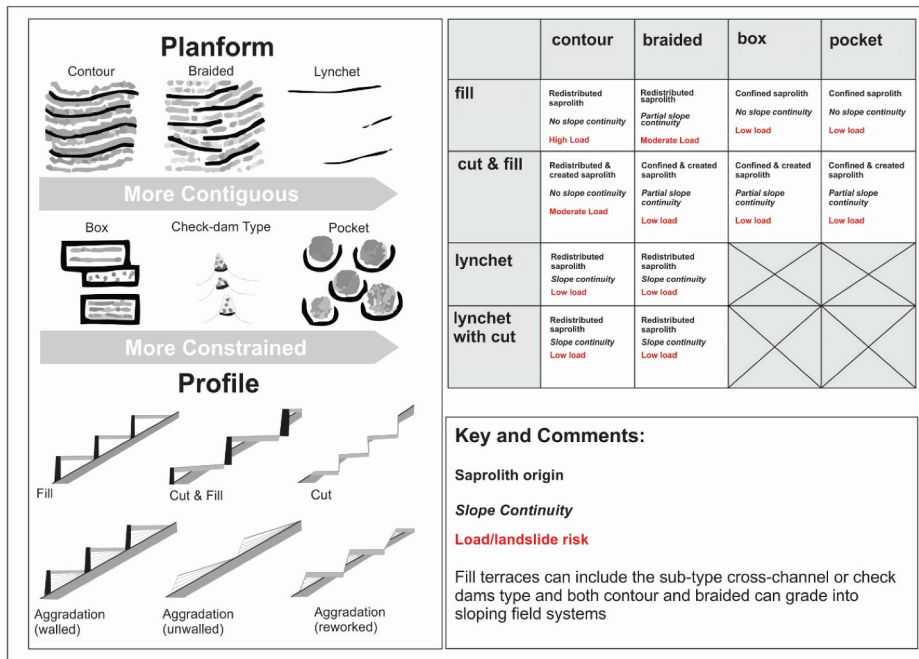 Planform
Contour
Braided
Lynchet
More Contiguous
Box
Check-dam Type
Pocket
More Constrained
Profile
Fill
Cut & Fill
Cut
Aggradation
(walled)
Aggradation
(unwalled)
Aggradation
(reworked)
contour
braided
box
pocket
fill
Redistributed
saprolith
No slope continuity
High Load
Redistributed
saprolith
Partial slope
continuity
Moderate Load
Confined saprolith
No slope continuity
Low load
Confined saprolith
No slope continuity
Low load
cut & fill
Redistributed &
created saprolith
No slope continuity
Moderate Load
Confined & created
saprolith
Partial slope
continuity
Low load
Confined & created
saprolith
Partial slope
continuity
Low load
Confined & created
saprolith
Partial slope
continuity
Low load
lynchet
Redistributed
saprolith
Slope continuity
Low load
Redistributed
saprolith
Slope continuity
Low load
lynchet
with cut
Redistributed
saprolith
Slope continuity
Low load
Redistributed
saprolith
Slope continuity
Low load
Key and Comments:
Saprolith origin
Slope Continuity
Load/landslide risk
Fill terraces can include the sub-type cross-channel or check
dams type and both contour and braided can grade into
sloping field systems